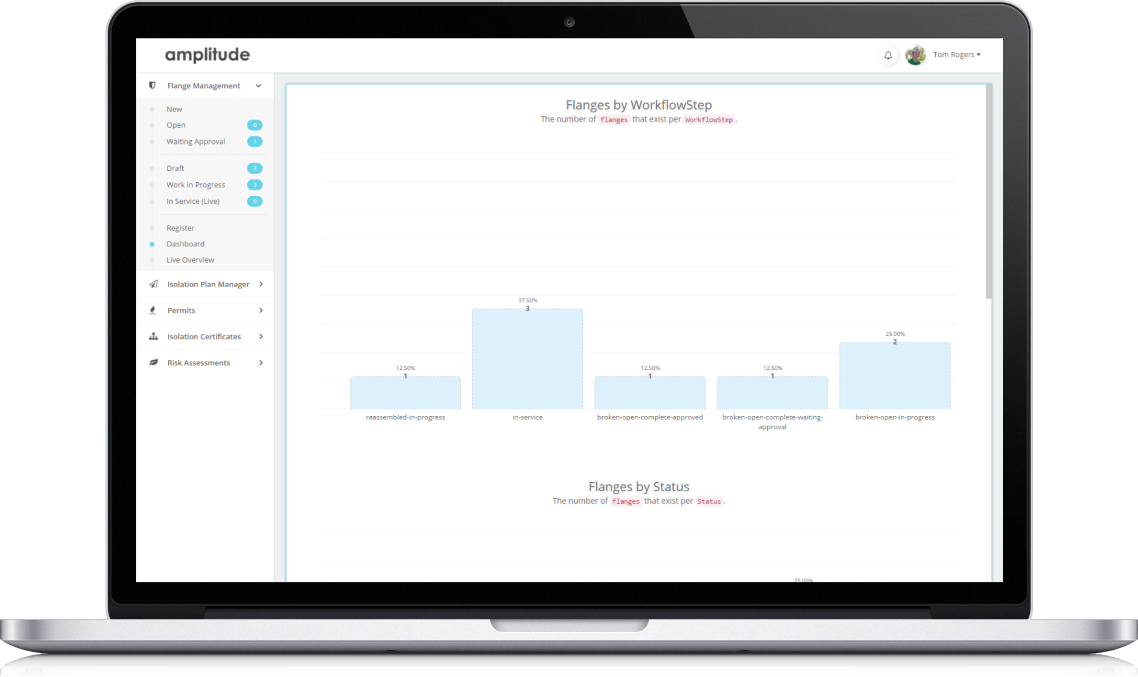 amplitude
Tom Rogers
Flange Management
New
Open 0
Waiting Approval 1
Draft 3
Work in Progress 3
In Service (Live) 0
Register
Dashboard
Live Overview
Isolation Plan Manager
Permits
Isolation Certificates
Risk Assessments
Flanges by WorkflowStep
The number of flanges that exist per WorkflowStep.
37.50%
3
25.00%
2
12.50%
1
12.50%
1
12.50%
1
reassembled-in-progress
in-service
broken-open-complete-approved
broken-open-complete-waiting-
approval
broken-open-in-progress
Flanges by Status
The number of flanges that exist per Status.
75.00%